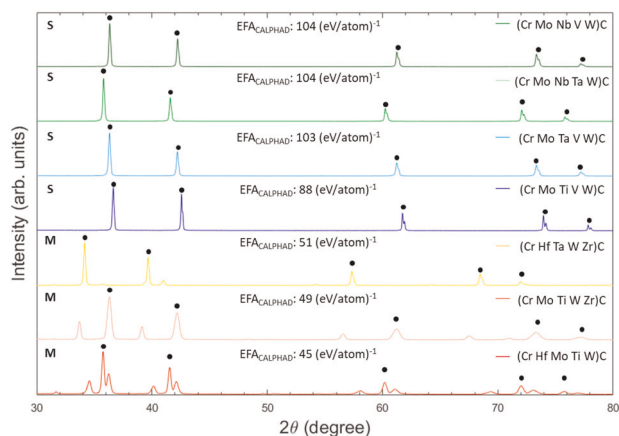 S EFA_CALPHAD: 104 (eV/atom)⁻¹ (Cr Mo Nb V W)C
S EFA_CALPHAD: 104 (eV/atom)⁻¹ (Cr Mo Nb Ta W)C
S EFA_CALPHAD: 103 (eV/atom)⁻¹ (Cr Mo Ta V W)C
S EFA_CALPHAD: 88 (eV/atom)⁻¹ (Cr Mo Ti V W)C
M EFA_CALPHAD: 51 (eV/atom)⁻¹ (Cr Hf Ta W Zr)C
M EFA_CALPHAD: 49 (eV/atom)⁻¹ (Cr Mo Ti W Zr)C
M EFA_CALPHAD: 45 (eV/atom)⁻¹ (Cr Hf Mo Ti W)C
Intensity (arb. units)
30 40 50 60 70 80
2θ (degree)